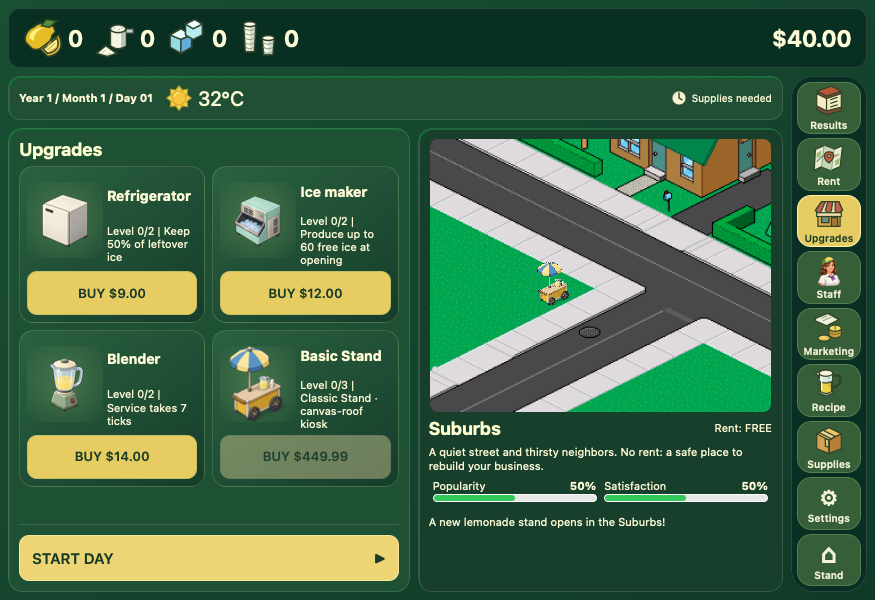 0
0
0
0
$40.00
Year 1 / Month 1 / Day 01
32°C
Supplies needed
Upgrades
Refrigerator
Level 0/2 | Keep
50% of leftover
ice
BUY $9.00
Ice maker
Level 0/2 |
Produce up to
60 free ice at
opening
BUY $12.00
Blender
Level 0/2 |
Service takes 7
ticks
BUY $14.00
Basic Stand
Level 0/3 |
Classic Stand ·
canvas-roof
kiosk
BUY $449.99
START DAY
Suburbs
Rent: FREE
A quiet street and thirsty neighbors. No rent: a safe place to
rebuild your business.
Popularity
50%
Satisfaction
50%
A new lemonade stand opens in the Suburbs!
Results
Rent
Upgrades
Staff
Marketing
Recipe
Supplies
Settings
Stand